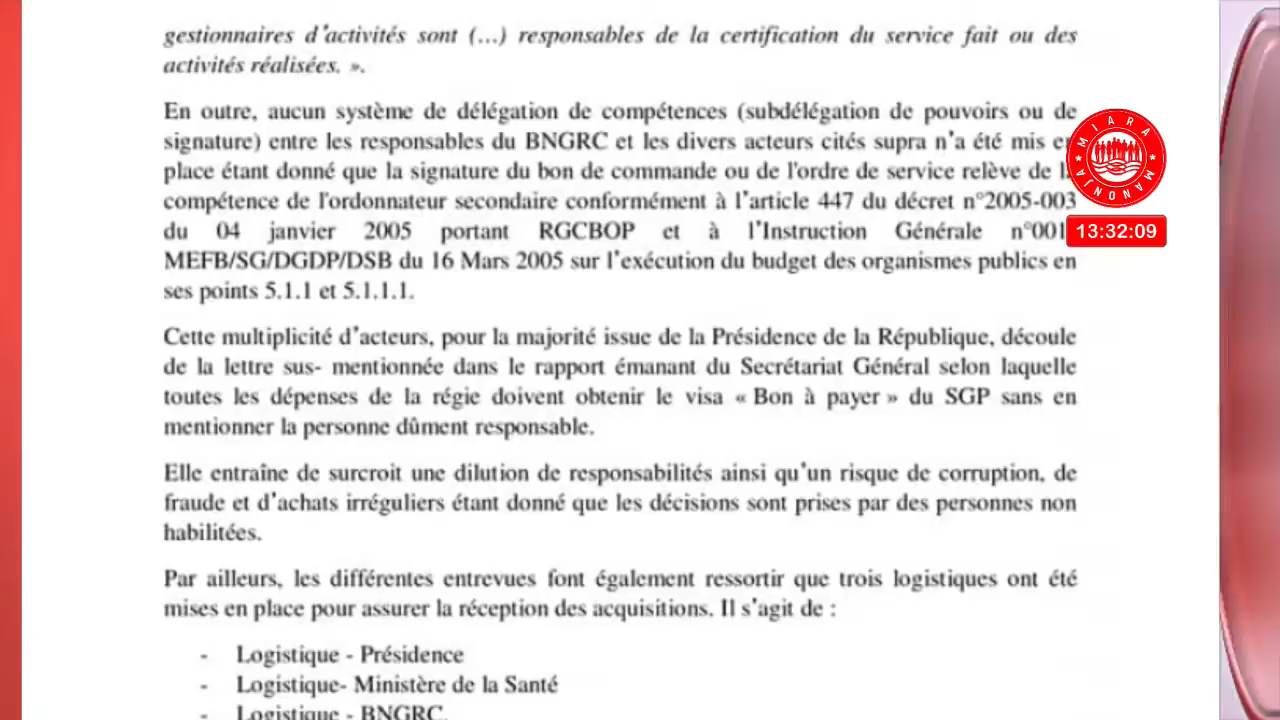 gestionnaires d'activités sont (…) responsables de la certification du service fait ou des
activités réalisées. ».
En outre, aucun système de délégation de compétences (subdélégation de pouvoirs ou de
signature) entre les responsables du BNGRC et les divers acteurs cités supra n'a été mis en
place étant donné que la signature du bon de commande ou de l'ordre de service relève de la
compétence de l'ordonnateur secondaire conformément à l'article 447 du décret n°2005-003
du 04 janvier 2005 portant RGCBOP et à l'Instruction Générale n°001
MEFB/SG/DGDP/DSB du 16 Mars 2005 sur l'exécution du budget des organismes publics en
ses points 5.1.1 et 5.1.1.1.
Cette multiplicité d'acteurs, pour la majorité issue de la Présidence de la République, découle
de la lettre sus- mentionnée dans le rapport émanant du Secrétariat Général selon laquelle
toutes les dépenses de la régie doivent obtenir le visa « Bon à payer » du SGP sans en
mentionner la personne dûment responsable.
Elle entraîne de surcroit une dilution de responsabilités ainsi qu'un risque de corruption, de
fraude et d'achats irréguliers étant donné que les décisions sont prises par des personnes non
habilitées.
Par ailleurs, les différentes entrevues font également ressortir que trois logistiques ont été
mises en place pour assurer la réception des acquisitions. Il s'agit de :
- Logistique - Présidence
- Logistique- Ministère de la Santé
- Logistique - BNGRC.
MIARA MANONJA
13:32:09